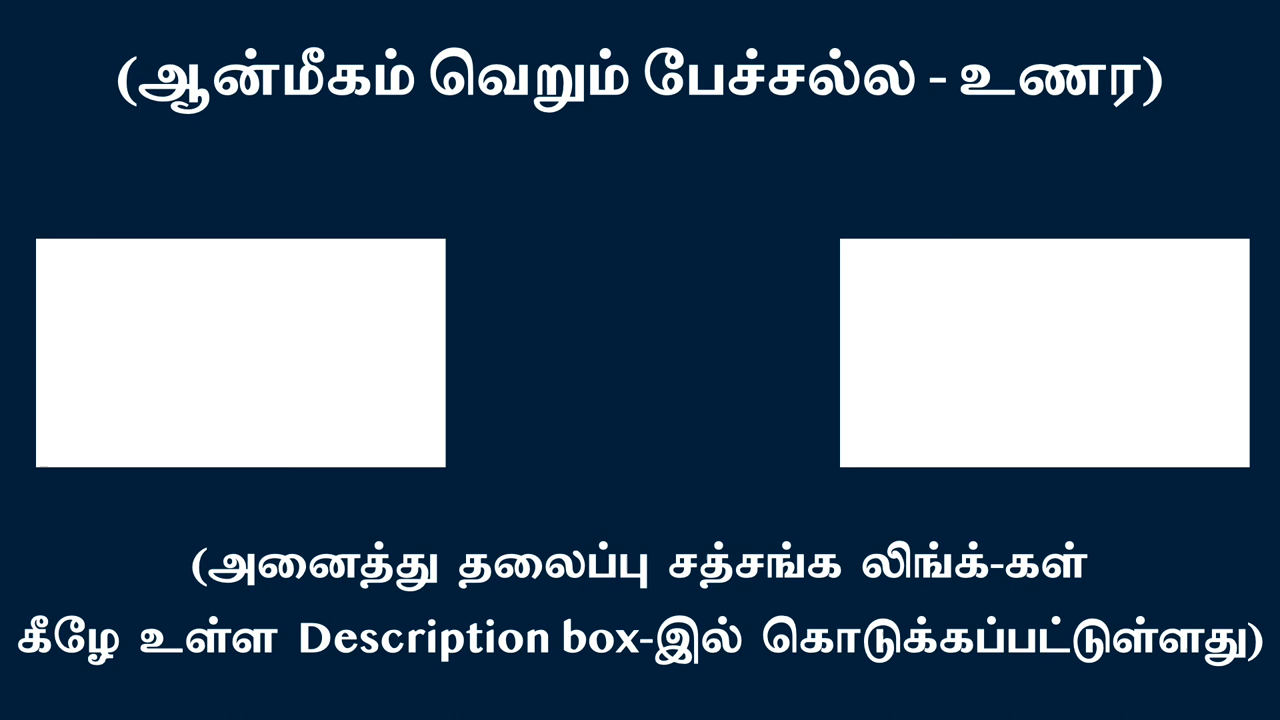 (ஆன்மீகம் வெறும் பேச்சல்ல - உணர)
(அனைத்து தலைப்பு சத்சங்க லிங்க்-கள்
கீழே உள்ள Description box-இல் கொடுக்கப்பட்டுள்ளது)